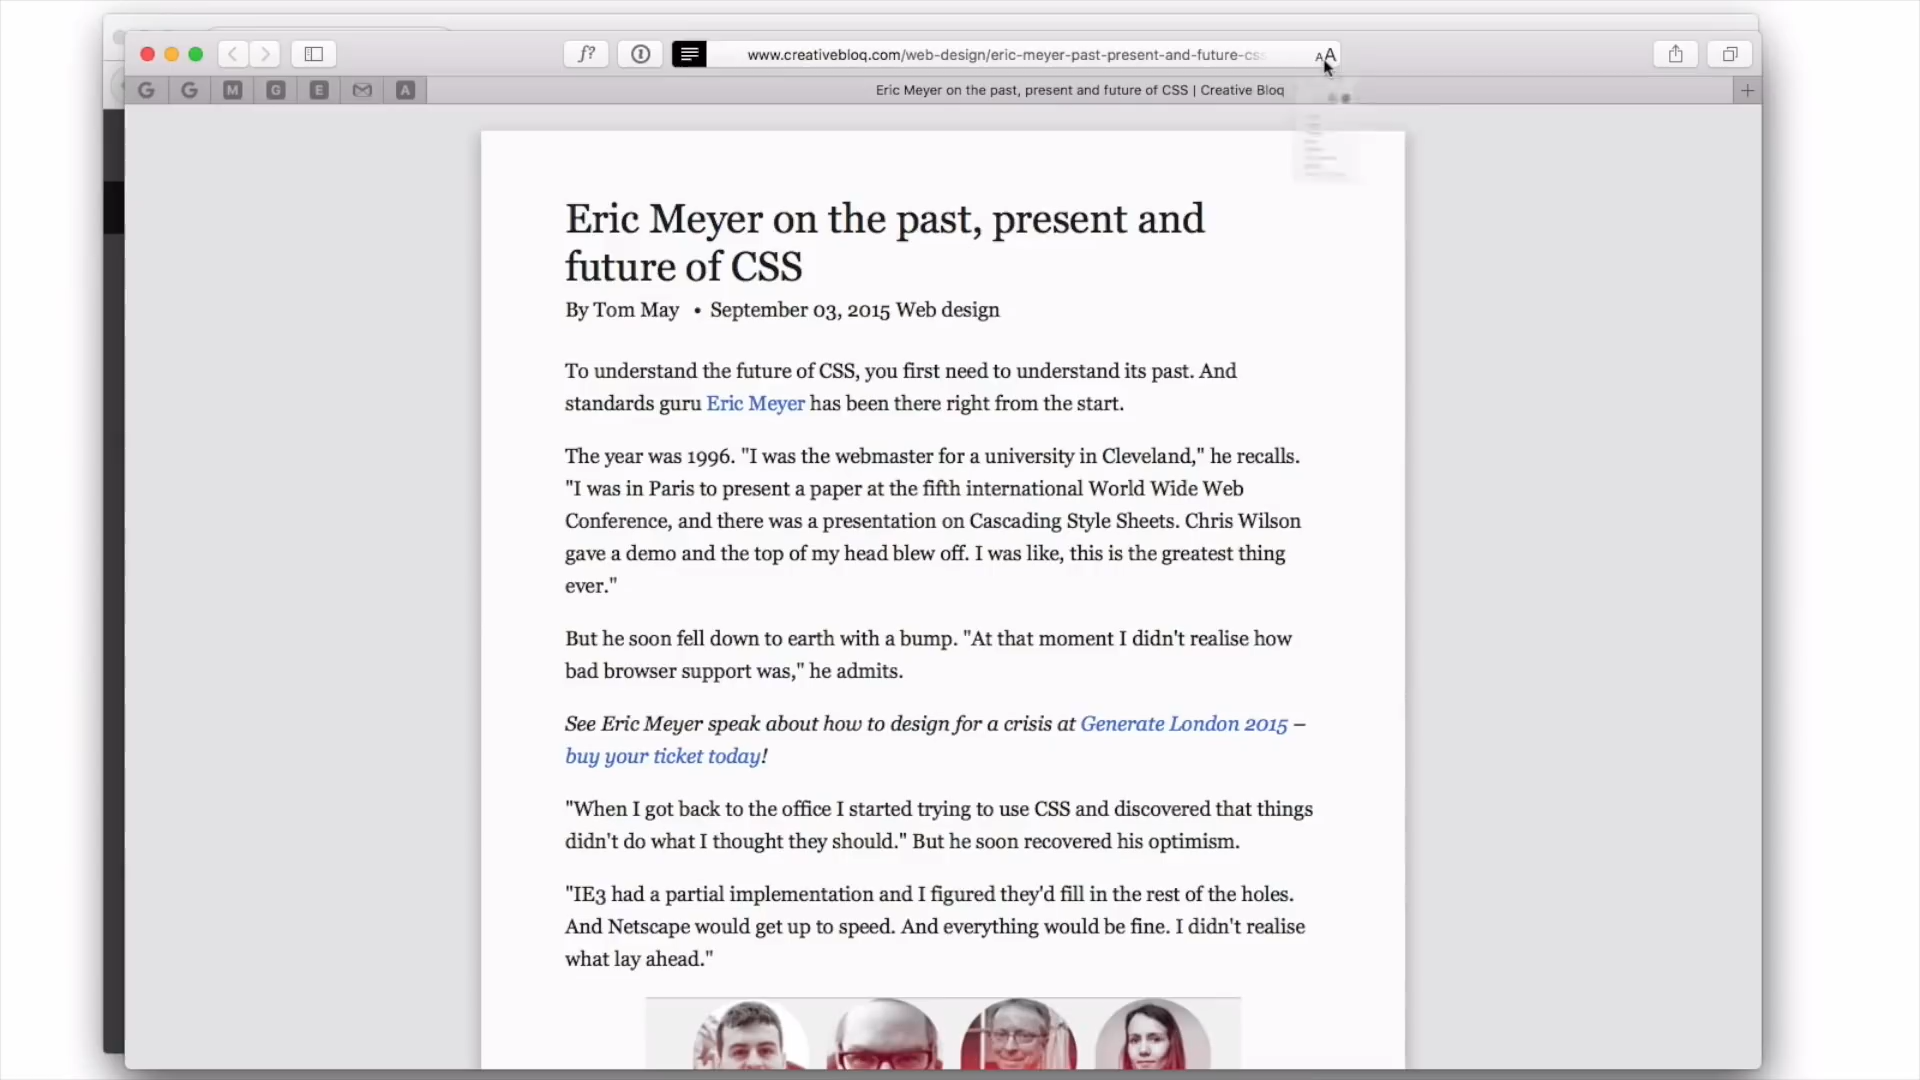 f?
www.creativebloq.com/web-design/eric-meyer-past-present-and-future-css
AA
G G M G E A
Eric Meyer on the past, present and future of CSS | Creative Bloq
Eric Meyer on the past, present and
future of CSS
By Tom May • September 03, 2015 Web design
To understand the future of CSS, you first need to understand its past. And
standards guru Eric Meyer has been there right from the start.
The year was 1996. "I was the webmaster for a university in Cleveland," he recalls.
"I was in Paris to present a paper at the fifth international World Wide Web
Conference, and there was a presentation on Cascading Style Sheets. Chris Wilson
gave a demo and the top of my head blew off. I was like, this is the greatest thing
ever."
But he soon fell down to earth with a bump. "At that moment I didn't realise how
bad browser support was," he admits.
See Eric Meyer speak about how to design for a crisis at Generate London 2015 –
buy your ticket today!
"When I got back to the office I started trying to use CSS and discovered that things
didn't do what I thought they should." But he soon recovered his optimism.
"IE3 had a partial implementation and I figured they'd fill in the rest of the holes.
And Netscape would get up to speed. And everything would be fine. I didn't realise
what lay ahead."